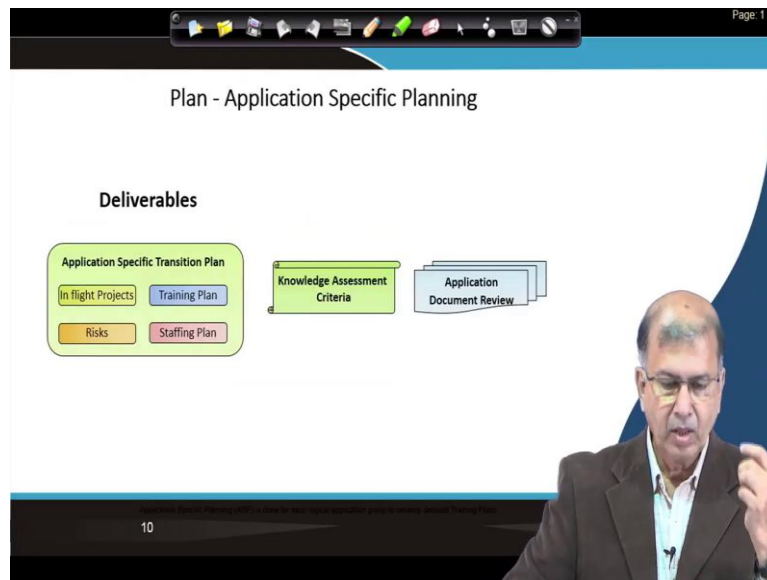 Page: 1
Plan - Application Specific Planning
Deliverables
Application Specific Transition Plan
In flight Projects
Training Plan
Risks
Staffing Plan
Knowledge Assessment
Criteria
Application
Document Review
10